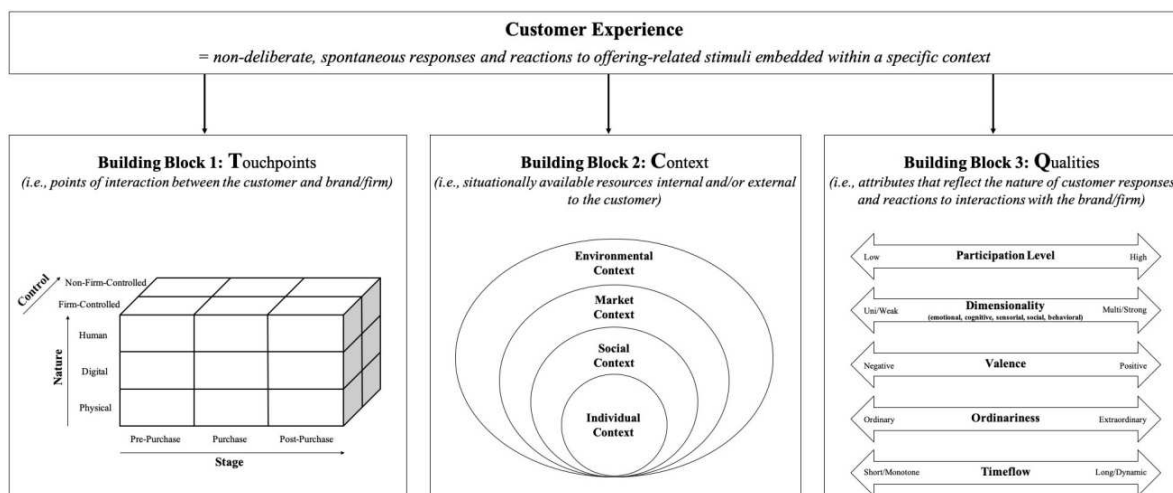 Customer Experience
= non-deliberate, spontaneous responses and reactions to offering-related stimuli embedded within a specific context
Building Block 1: Touchpoints
(i.e., points of interaction between the customer and brand/firm)
Control
Non-Firm-Controlled
Firm-Controlled
Nature
Human
Digital
Physical
Pre-Purchase Purchase Post-Purchase
Stage
Building Block 2: Context
(i.e., situationally available resources internal and/or external
to the customer)
Environmental
Context
Market
Context
Social
Context
Individual
Context
Building Block 3: Qualities
(i.e., attributes that reflect the nature of customer responses
and reactions to interactions with the brand/firm)
Low Participation Level High
Uni/Weak Dimensionality Multi/Strong
(emotional, cognitive, sensorial, social, behavioral)
Negative Valence Positive
Ordinary Ordinariness Extraordinary
Short/Monotone Timeflow Long/Dynamic